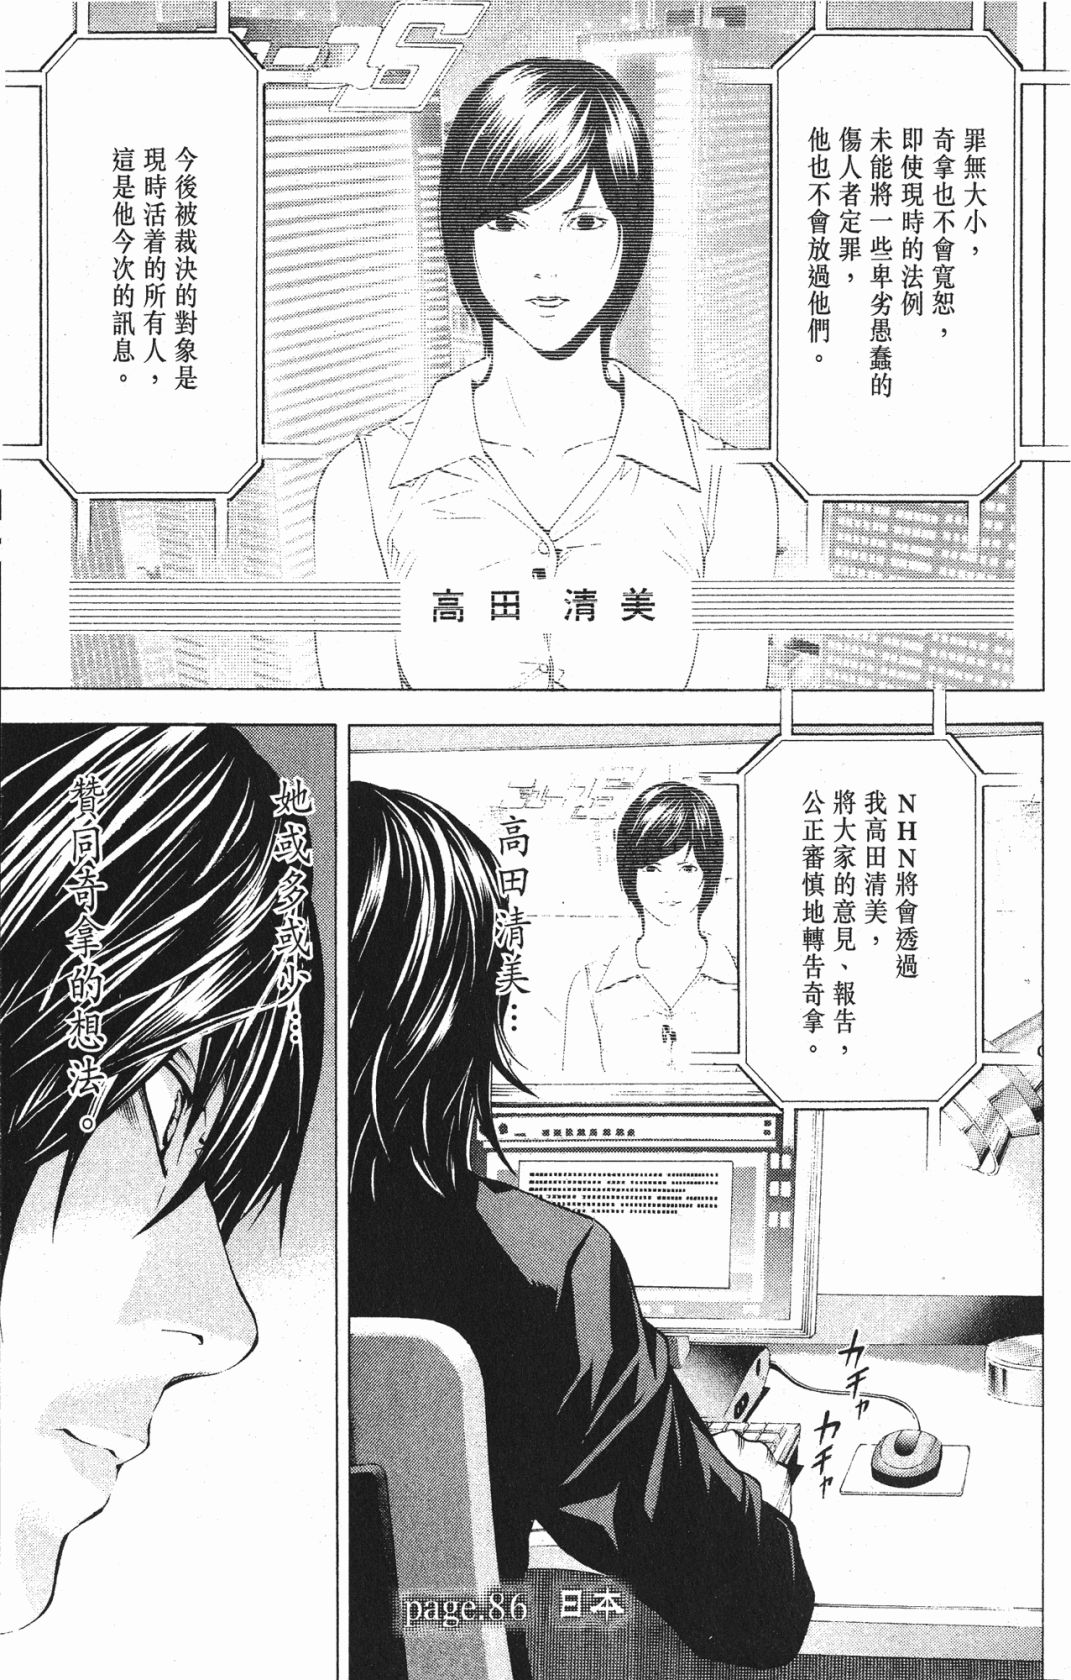 罪無大小，
奇拿也不會寬恕，
即使現時的法例
未能將一些卑劣愚蠢的
傷人者定罪，
他也不會放過他們。
今後被裁決的對象是
現時活着的所有人，
這是他今次的訊息。
高田 清美
NHN將會透過
我高田清美，
將大家的意見、報告，
公正審慎地轉告奇拿。
高田清美…
カチャ
カチャ
她或多或少…
贊同奇拿的想法。
page.86 日本